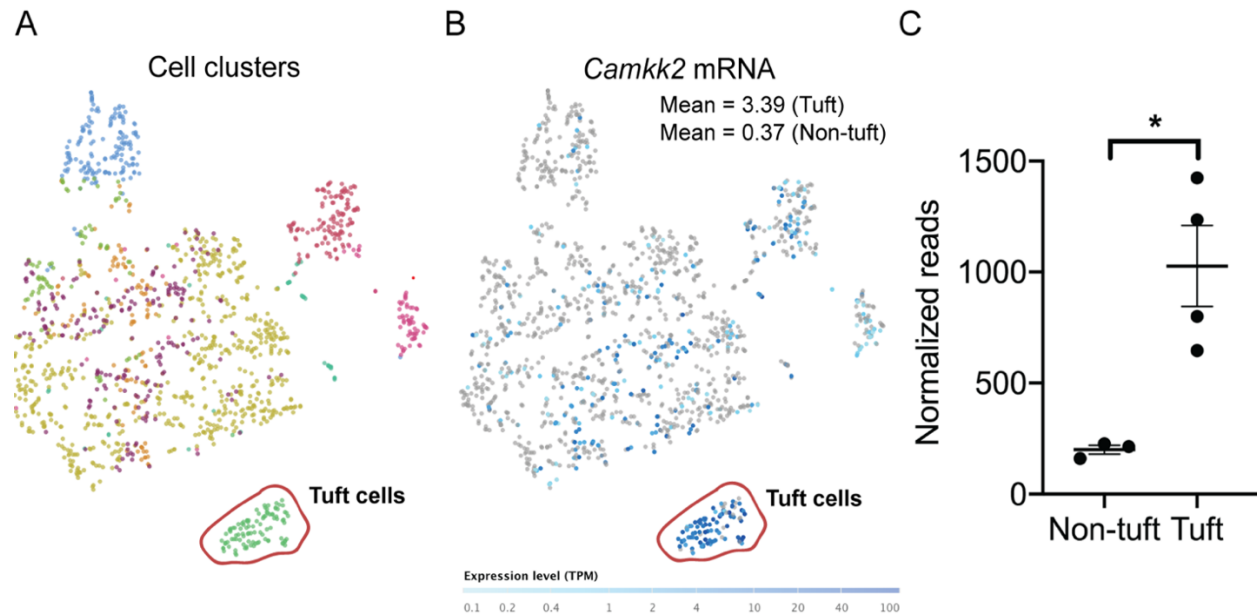 A
Cell clusters
Tuft cells
B
Camkk2 mRNA
Mean = 3.39 (Tuft)
Mean = 0.37 (Non-tuft)
Tuft cells
Expression level (TPM)
0.1 0.2 0.4 1 2 4 10 20 40 100
C
*
Normalized reads
1500
1000
500
0
Non-tuft Tuft